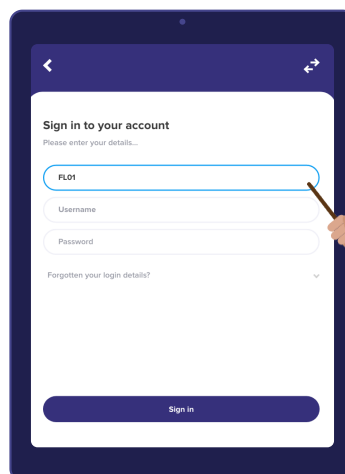 Sign in to your account
Please enter your details...
FL01
Username
Password
Forgotten your login details?
Sign in